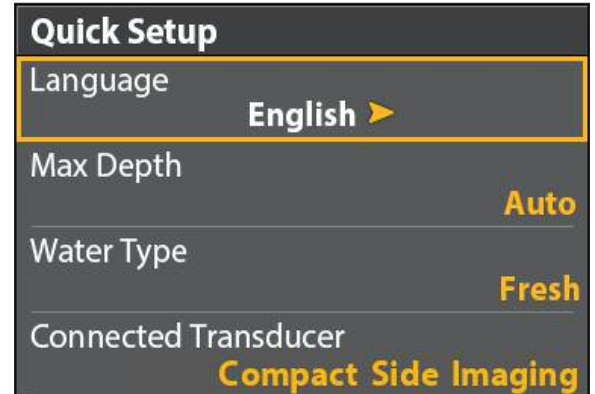 Quick Setup
Language
English
Max Depth
Auto
Water Type
Fresh
Connected Transducer
Compact Side Imaging